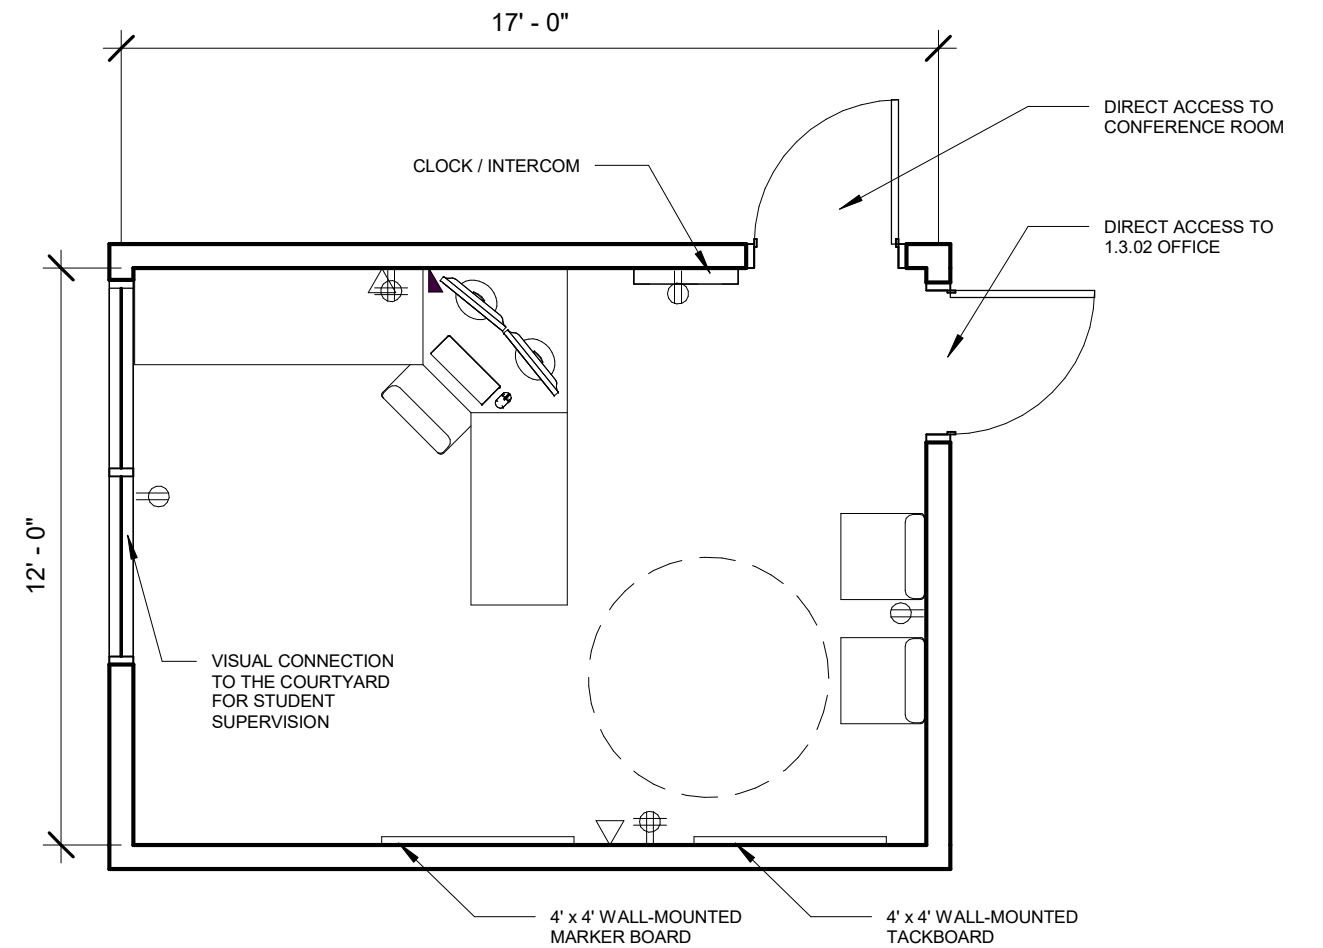 17' - 0"
DIRECT ACCESS TO
CONFERENCE ROOM
CLOCK / INTERCOM
DIRECT ACCESS TO
1.3.02 OFFICE
12' - 0"
VISUAL CONNECTION
TO THE COURTYARD
FOR STUDENT
SUPERVISION
4' x 4' WALL-MOUNTED
MARKER BOARD
4' x 4' WALL-MOUNTED
TACKBOARD